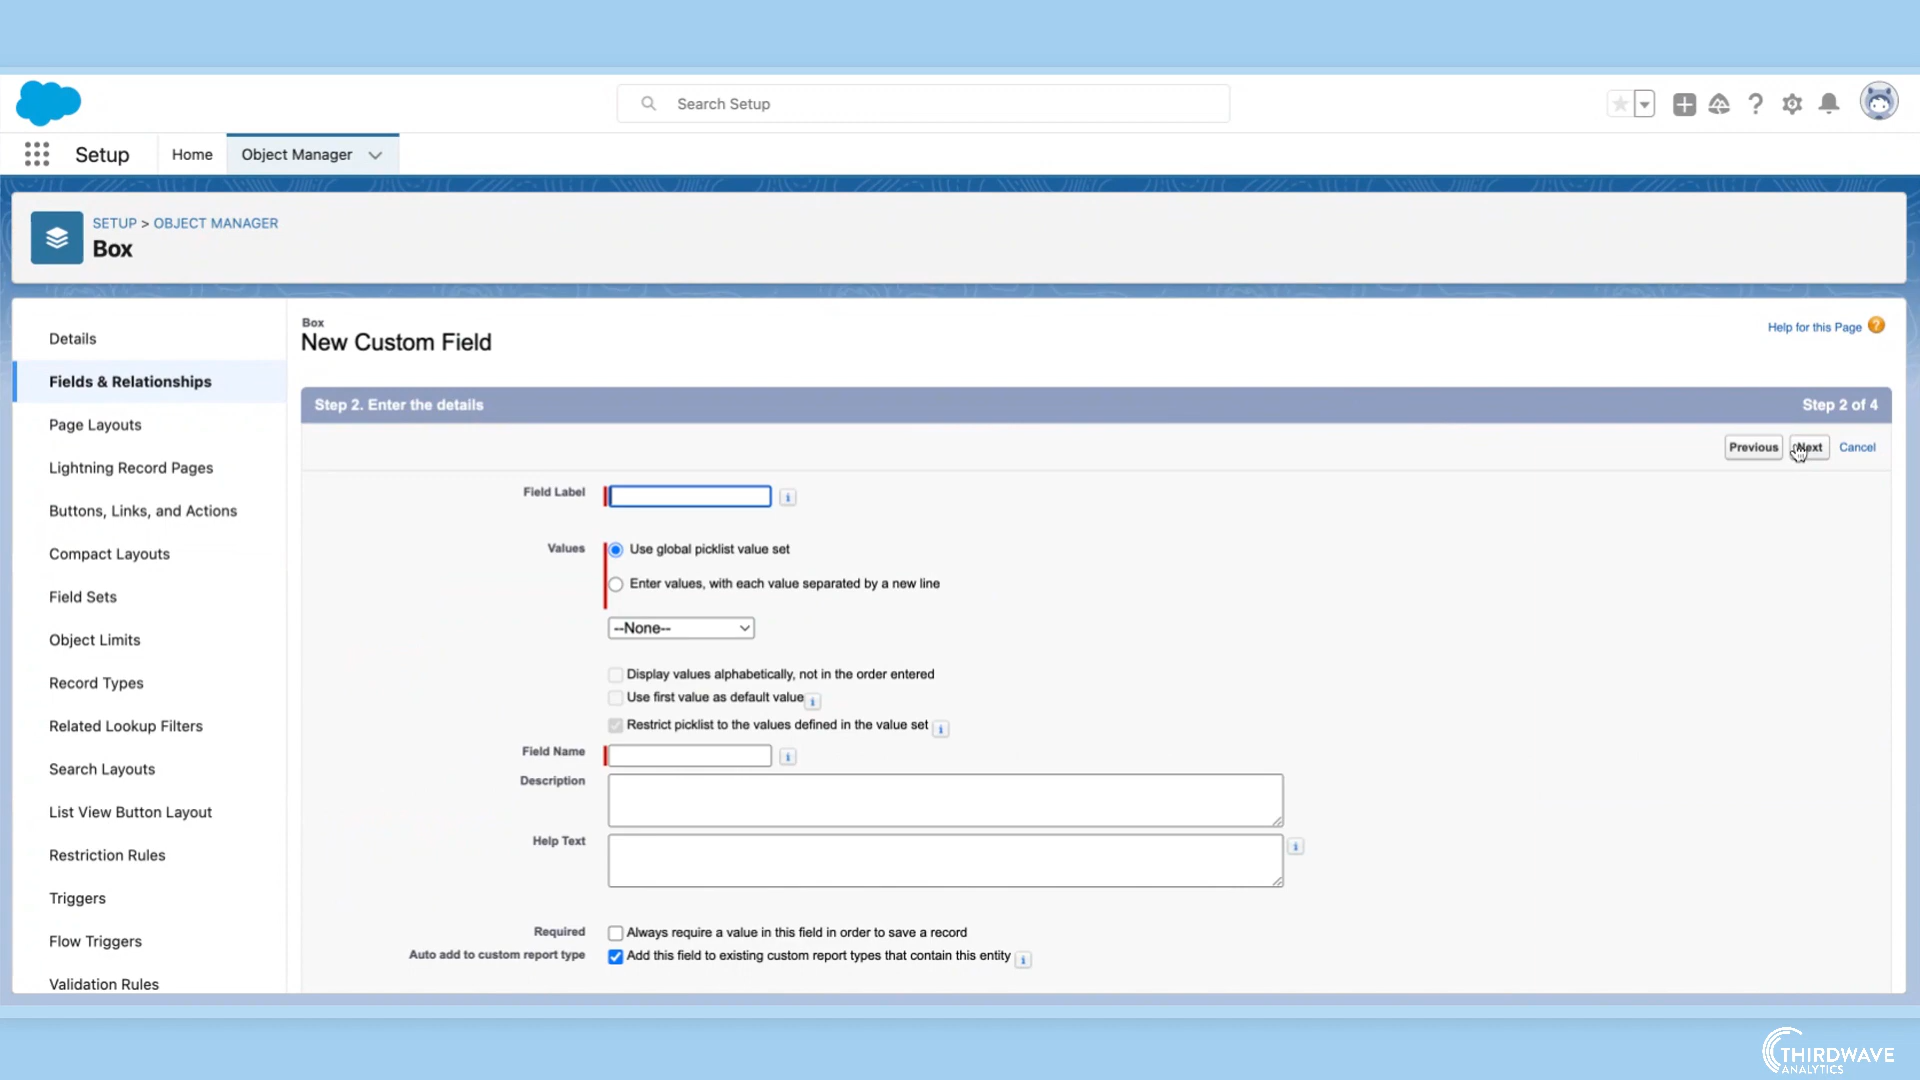 Search Setup
Setup
Home
Object Manager
SETUP > OBJECT MANAGER
Box
Details
Fields & Relationships
Page Layouts
Lightning Record Pages
Buttons, Links, and Actions
Compact Layouts
Field Sets
Object Limits
Record Types
Related Lookup Filters
Search Layouts
List View Button Layout
Restriction Rules
Triggers
Flow Triggers
Validation Rules
Box
New Custom Field
Help for this Page ?
Step 2. Enter the details
Step 2 of 4
Previous
Next
Cancel
Field Label
i
Values
Use global picklist value set
Enter values, with each value separated by a new line
--None--
Display values alphabetically, not in the order entered
Use first value as default value i
Restrict picklist to the values defined in the value set i
Field Name
i
Description
Help Text
i
Required
Always require a value in this field in order to save a record
Auto add to custom report type
Add this field to existing custom report types that contain this entity i
THIRDWAVE
ANALYTICS